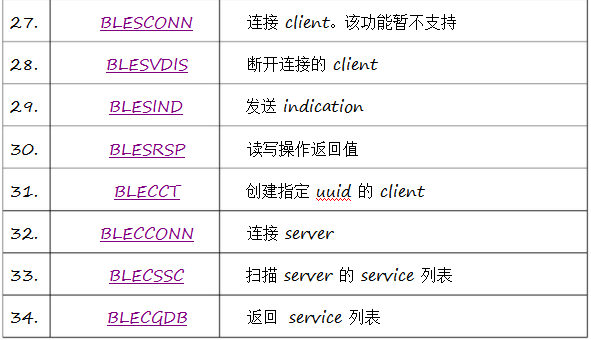 27. BLESCONN 连接 client。该功能暂不支持
28. BLESVDIS 断开连接的 client
29. BLESIND 发送 indication
30. BLESRSP 读写操作返回值
31. BLECCT 创建指定 uuid 的 client
32. BLECCONN 连接 server
33. BLECSSC 扫描 server 的 service 列表
34. BLECGDB 返回 service 列表